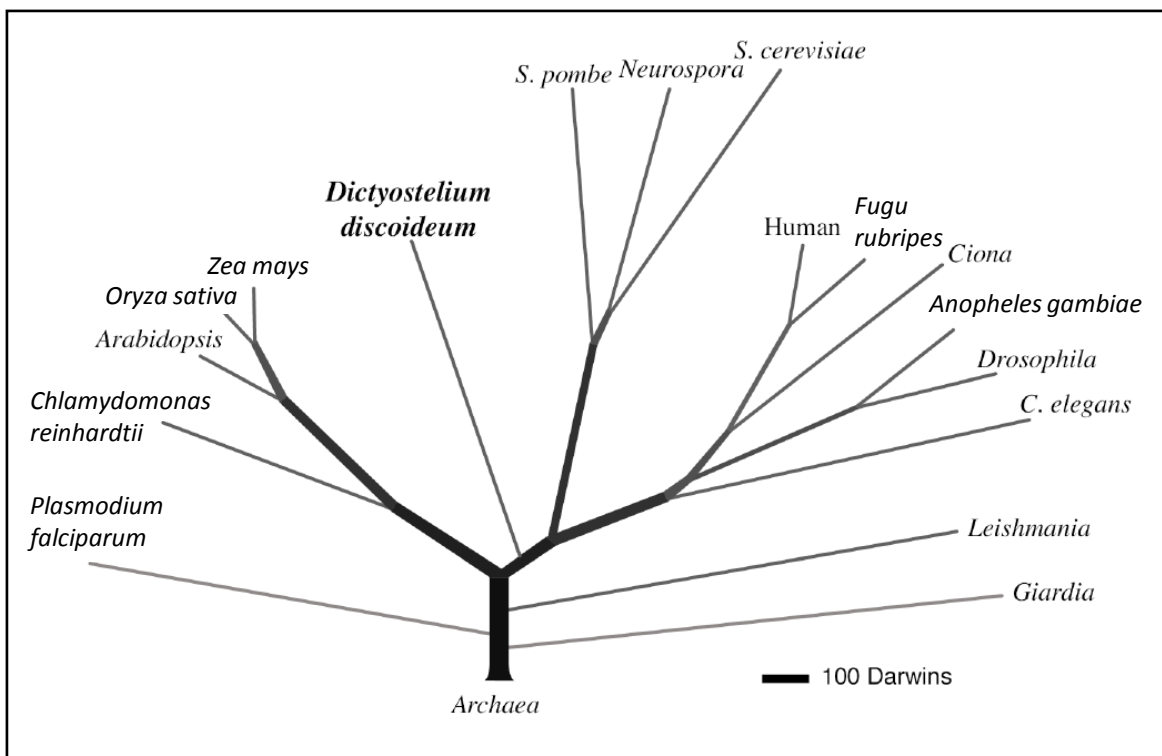 S. cerevisiae
S. pombe
Neurospora
Dictyostelium
discoideum
Human
Fugu
rubripes
Ciona
Zea mays
Oryza sativa
Anopheles gambiae
Arabidopsis
Drosophila
Chlamydomonas
reinhardtii
C. elegans
Plasmodium
falciparum
Leishmania
Giardia
100 Darwins
Archaea